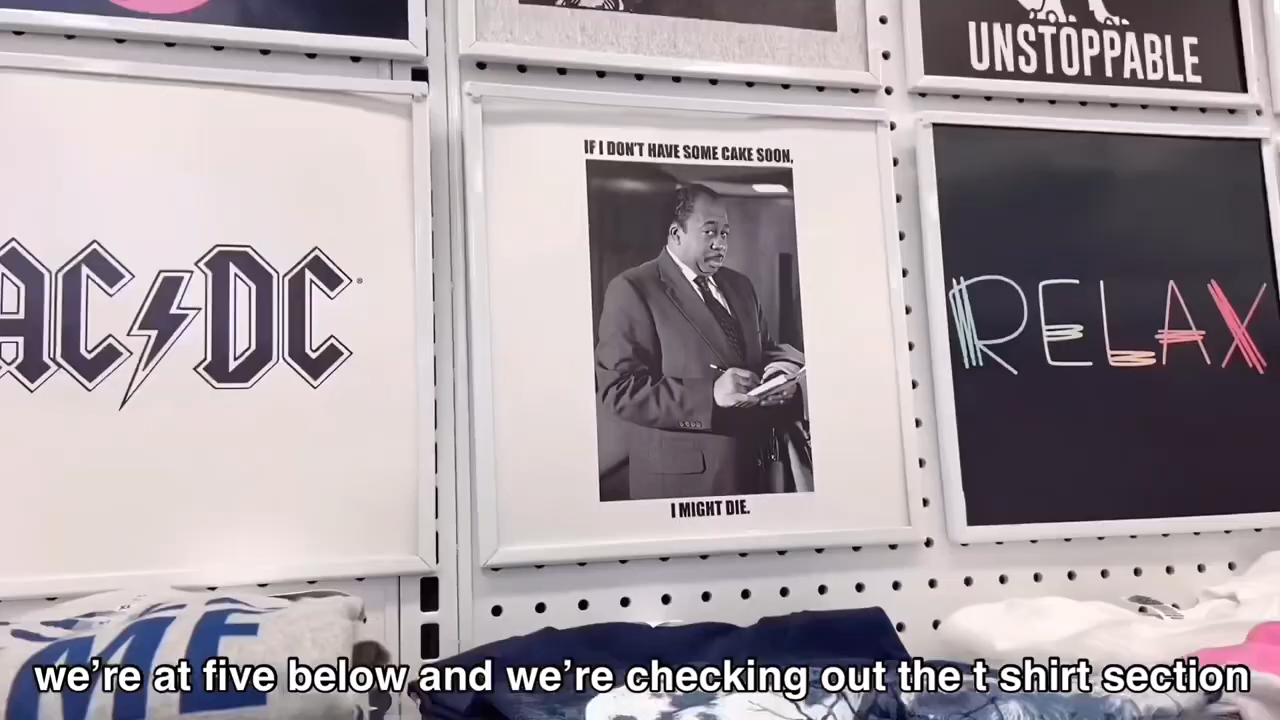 UNSTOPPABLE
IF I DON'T HAVE SOME CAKE SOON,
AC DC
RELAX
I MIGHT DIE.
ME
we're at five below and we're checking out the t shirt section